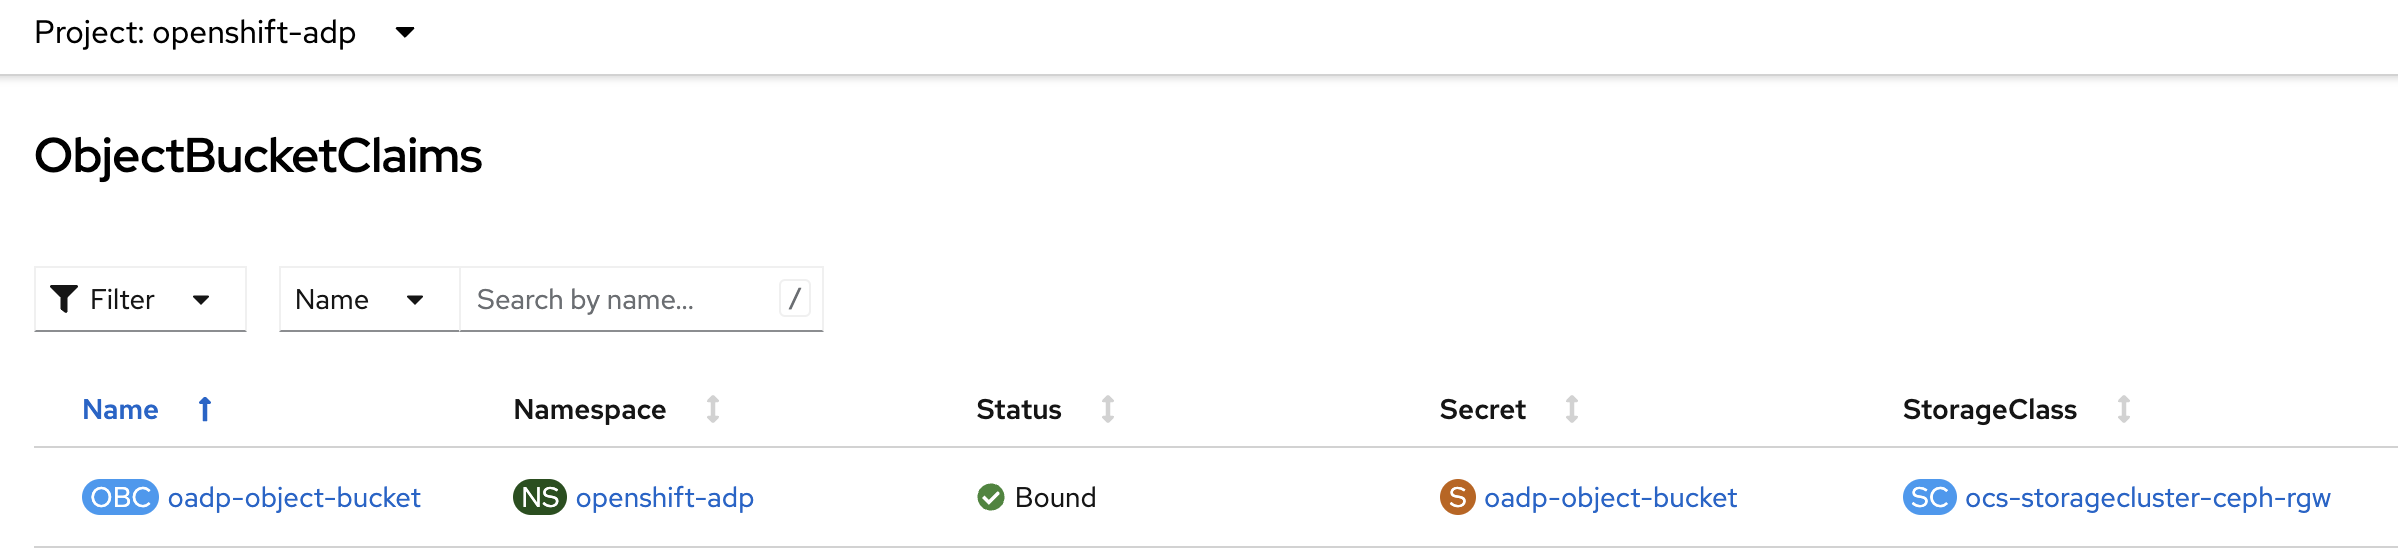 Project: openshift-adp
ObjectBucketClaims
Filter Name Search by name... /
Name Namespace Status Secret StorageClass
OBC oadp-object-bucket NS openshift-adp Bound S oadp-object-bucket SC ocs-storagecluster-ceph-rgw